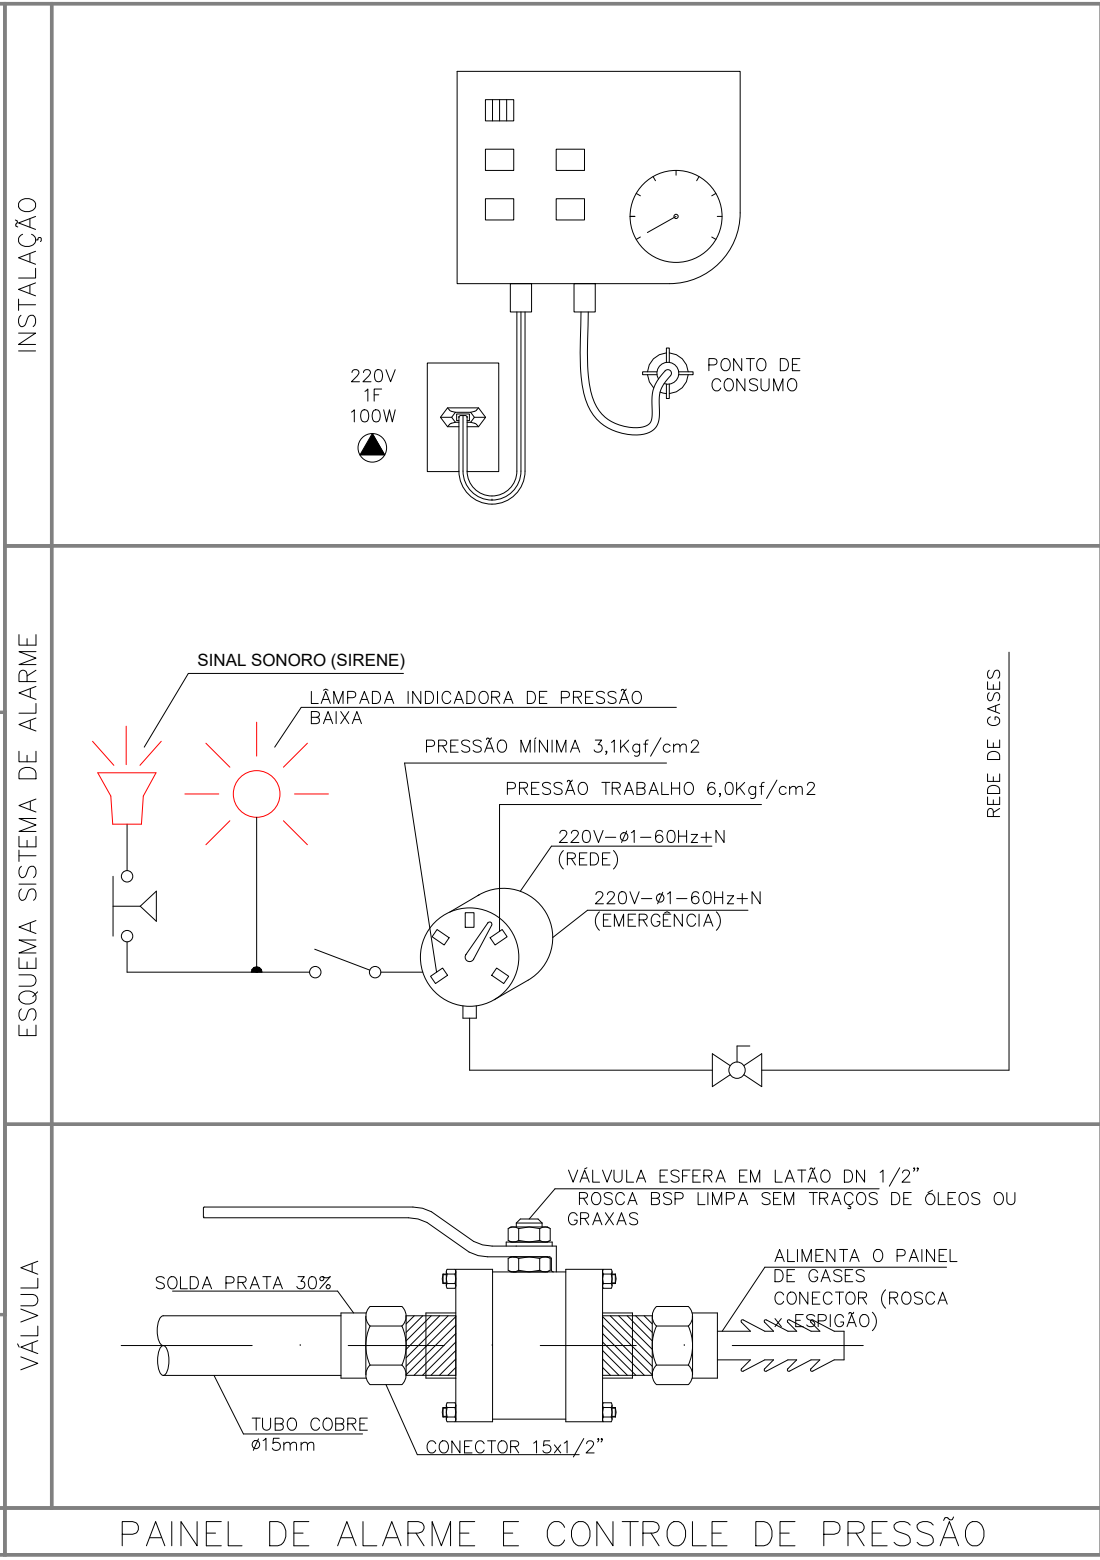 INSTALAÇÃO
220V
1F
100W
PONTO DE
CONSUMO
ESQUEMA SISTEMA DE ALARME
SINAL SONORO (SIRENE)
LÂMPADA INDICADORA DE PRESSÃO
BAIXA
PRESSÃO MÍNIMA 3,1Kgf/cm2
PRESSÃO TRABALHO 6,0Kgf/cm2
220V-ø1-60Hz+N
(REDE)
220V-ø1-60Hz+N
(EMERGÊNCIA)
REDE DE GASES
VÁLVULA
VÁLVULA ESFERA EM LATÃO DN 1/2"
ROSCA BSP LIMPA SEM TRAÇOS DE ÓLEOS OU
GRAXAS
ALIMENTA O PAINEL
DE GASES
CONECTOR (ROSCA
x ESPIGÃO)
SOLDA PRATA 30%
TUBO COBRE
ø15mm
CONECTOR 15x1/2"
PAINEL DE ALARME E CONTROLE DE PRESSÃO